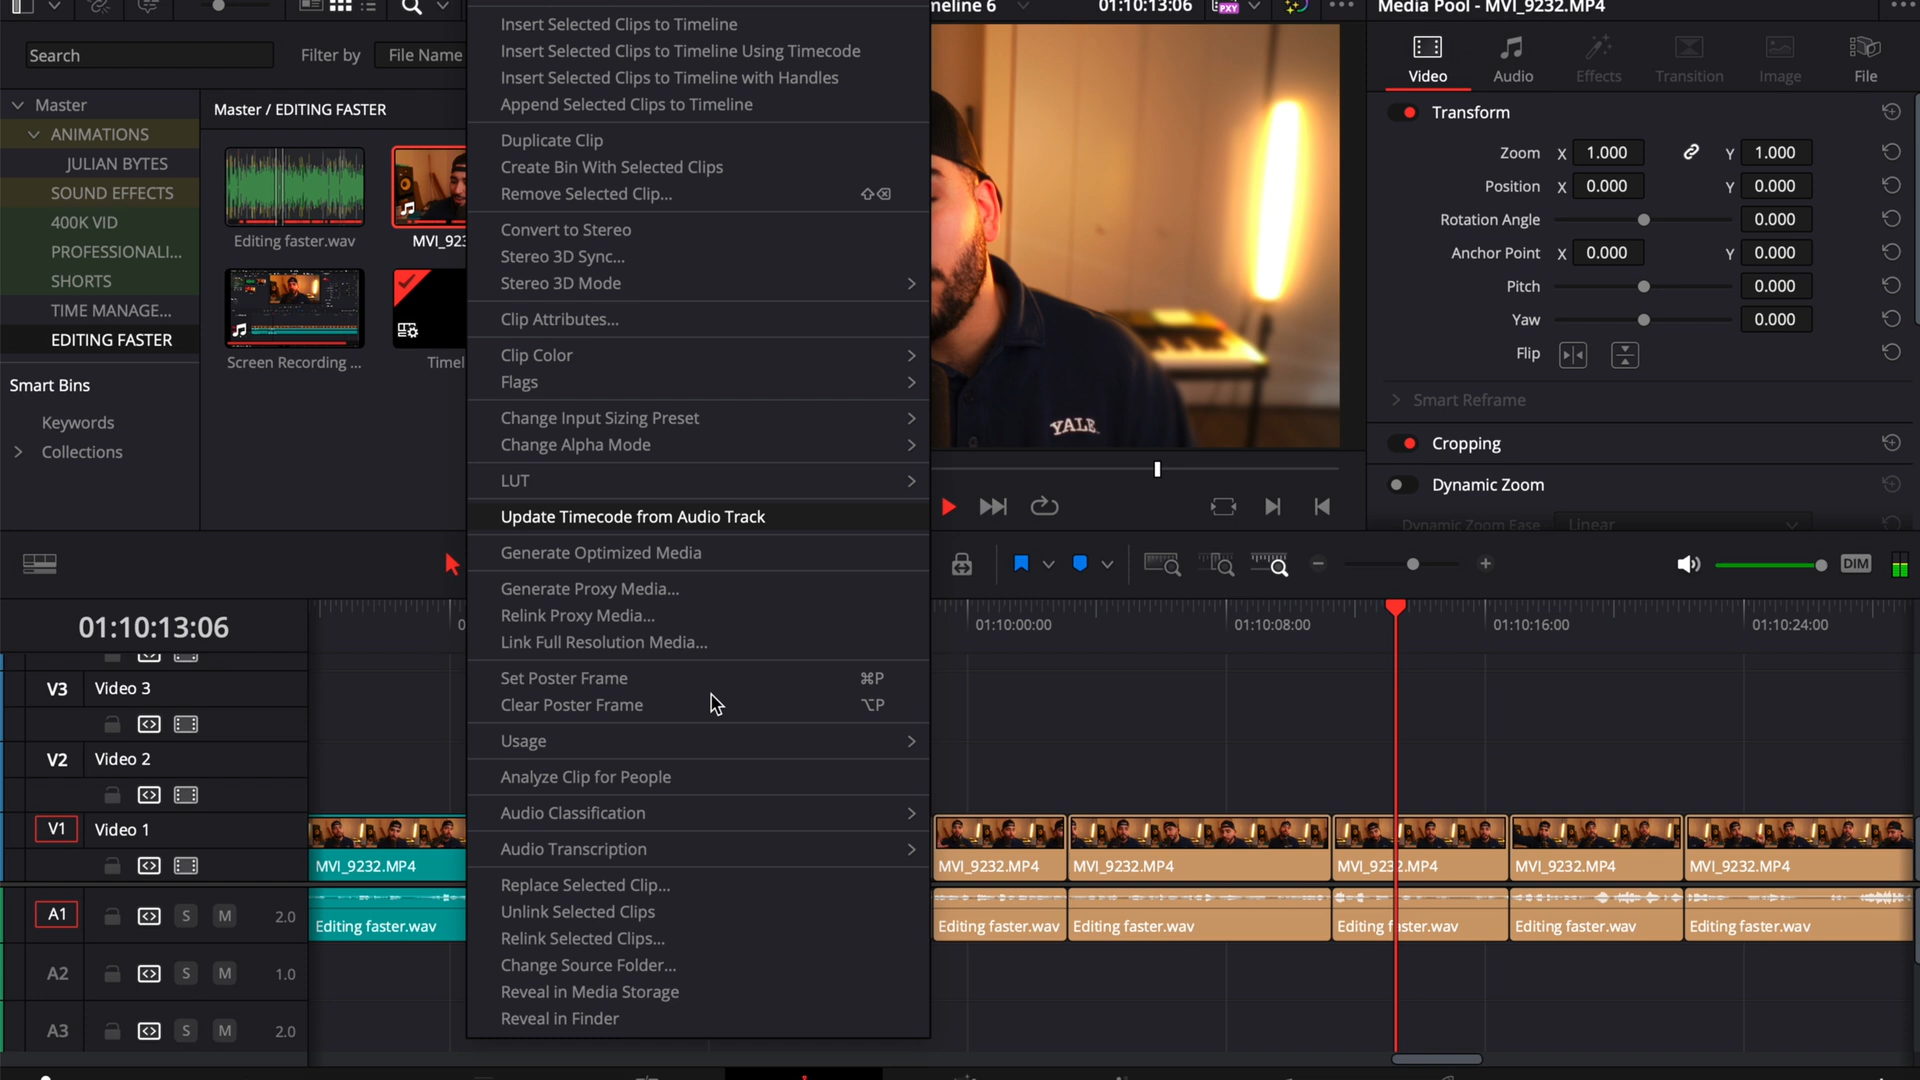 meline 6
01:10:13:06
PXY
Media Pool - MVI_9232.MP4
Search
Filter by
File Name
Video
Audio
Effects
Transition
Image
File
Master
ANIMATIONS
JULIAN BYTES
SOUND EFFECTS
400K VID
PROFESSIONALI...
SHORTS
TIME MANAGE...
EDITING FASTER
Smart Bins
Keywords
Collections
Master / EDITING FASTER
Editing faster.wav
MVI_923
Screen Recording ...
Timel
Insert Selected Clips to Timeline
Insert Selected Clips to Timeline Using Timecode
Insert Selected Clips to Timeline with Handles
Append Selected Clips to Timeline
Duplicate Clip
Create Bin With Selected Clips
Remove Selected Clip... ⇧⌫
Convert to Stereo
Stereo 3D Sync...
Stereo 3D Mode
Clip Attributes...
Clip Color
Flags
Change Input Sizing Preset
Change Alpha Mode
LUT
Update Timecode from Audio Track
Generate Optimized Media
Generate Proxy Media...
Relink Proxy Media...
Link Full Resolution Media...
Set Poster Frame ⌘P
Clear Poster Frame ⌥P
Usage
Analyze Clip for People
Audio Classification
Audio Transcription
Replace Selected Clip...
Unlink Selected Clips
Relink Selected Clips...
Change Source Folder...
Reveal in Media Storage
Reveal in Finder
YALE
Transform
Zoom X 1.000 Y 1.000
Position X 0.000 Y 0.000
Rotation Angle 0.000
Anchor Point X 0.000 Y 0.000
Pitch 0.000
Yaw 0.000
Flip
Smart Reframe
Cropping
Dynamic Zoom
Dynamic Zoom Ease Linear
DIM
01:10:13:06
0
01:10:00:00
01:10:08:00
01:10:16:00
01:10:24:00
V3 Video 3
V2 Video 2
V1 Video 1
MVI_9232.MP4
MVI_9232.MP4
MVI_9232.MP4
MVI_9232.MP4
MVI_9232.MP4
MVI_9232.MP4
A1 S M 2.0
Editing faster.wav
Editing faster.wav
Editing faster.wav
Editing faster.wav
Editing faster.wav
Editing faster.wav
A2 S M 1.0
A3 S M 2.0